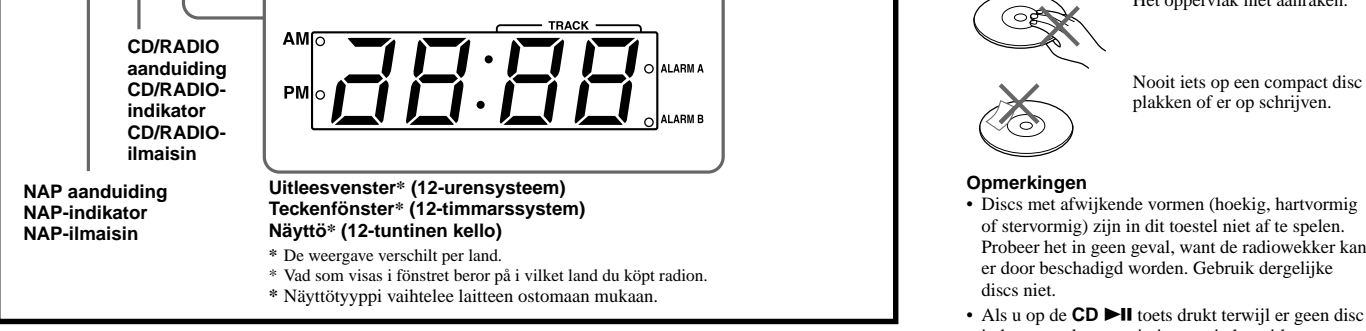 CD/RADIO
aanduiding
CD/RADIO-
indikator
CD/RADIO-
ilmaisin
NAP aanduiding
NAP-indikator
NAP-ilmaisin
TRACK
AM
PM
ALARM A
ALARM B
Uitleesvenster* (12-urensysteem)
Teckenfönster* (12-timmarssystem)
Näyttö* (12-tuntinen kello)
* De weergave verschilt per land.
* Vad som visas i fönstret beror på i vilket land du köpt radion.
* Näyttötyyppi vaihtelee laitteen ostomaan mukaan.
Het oppervlak niet aanraken.
Nooit iets op een compact disc
plakken of er op schrijven.
Opmerkingen
• Discs met afwijkende vormen (hoekig, hartvormig
of stervormig) zijn in dit toestel niet af te spelen.
Probeer het in geen geval, want de radiowekker kan
er door beschadigd worden. Gebruik dergelijke
discs niet.
• Als u op de CD ►II toets drukt terwijl er geen disc